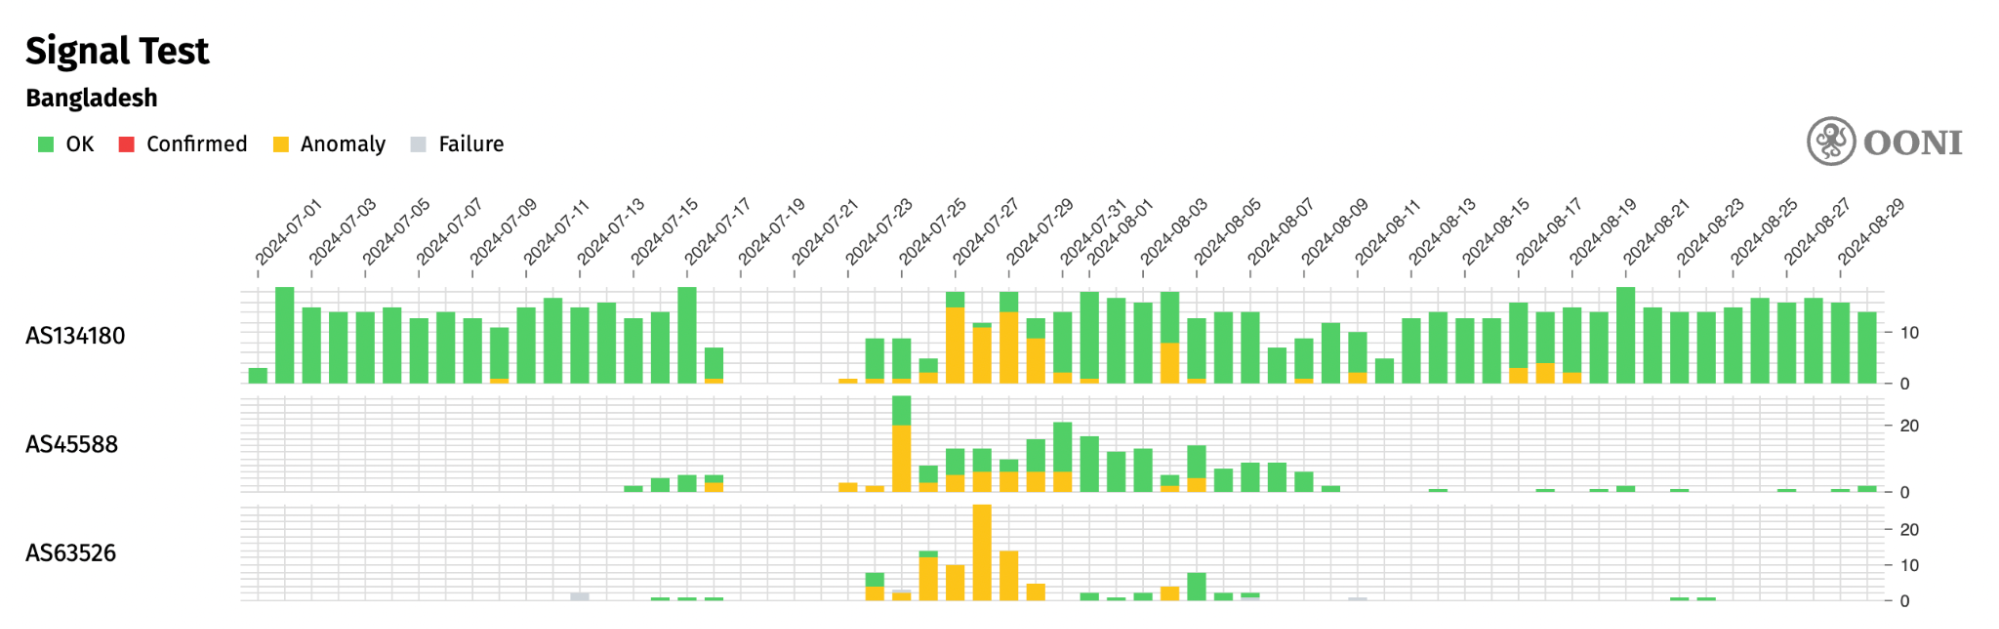 Signal Test
Bangladesh
OK Confirmed Anomaly Failure
OONI
2024-07-01 2024-07-03 2024-07-05 2024-07-07 2024-07-09 2024-07-11 2024-07-13 2024-07-15 2024-07-17 2024-07-19 2024-07-21 2024-07-23 2024-07-25 2024-07-27 2024-07-29 2024-07-31 2024-08-01 2024-08-03 2024-08-05 2024-08-07 2024-08-09 2024-08-11 2024-08-13 2024-08-15 2024-08-17 2024-08-19 2024-08-21 2024-08-23 2024-08-25 2024-08-27 2024-08-29
AS134180
10
0
AS45588
20
0
AS63526
20
10
0